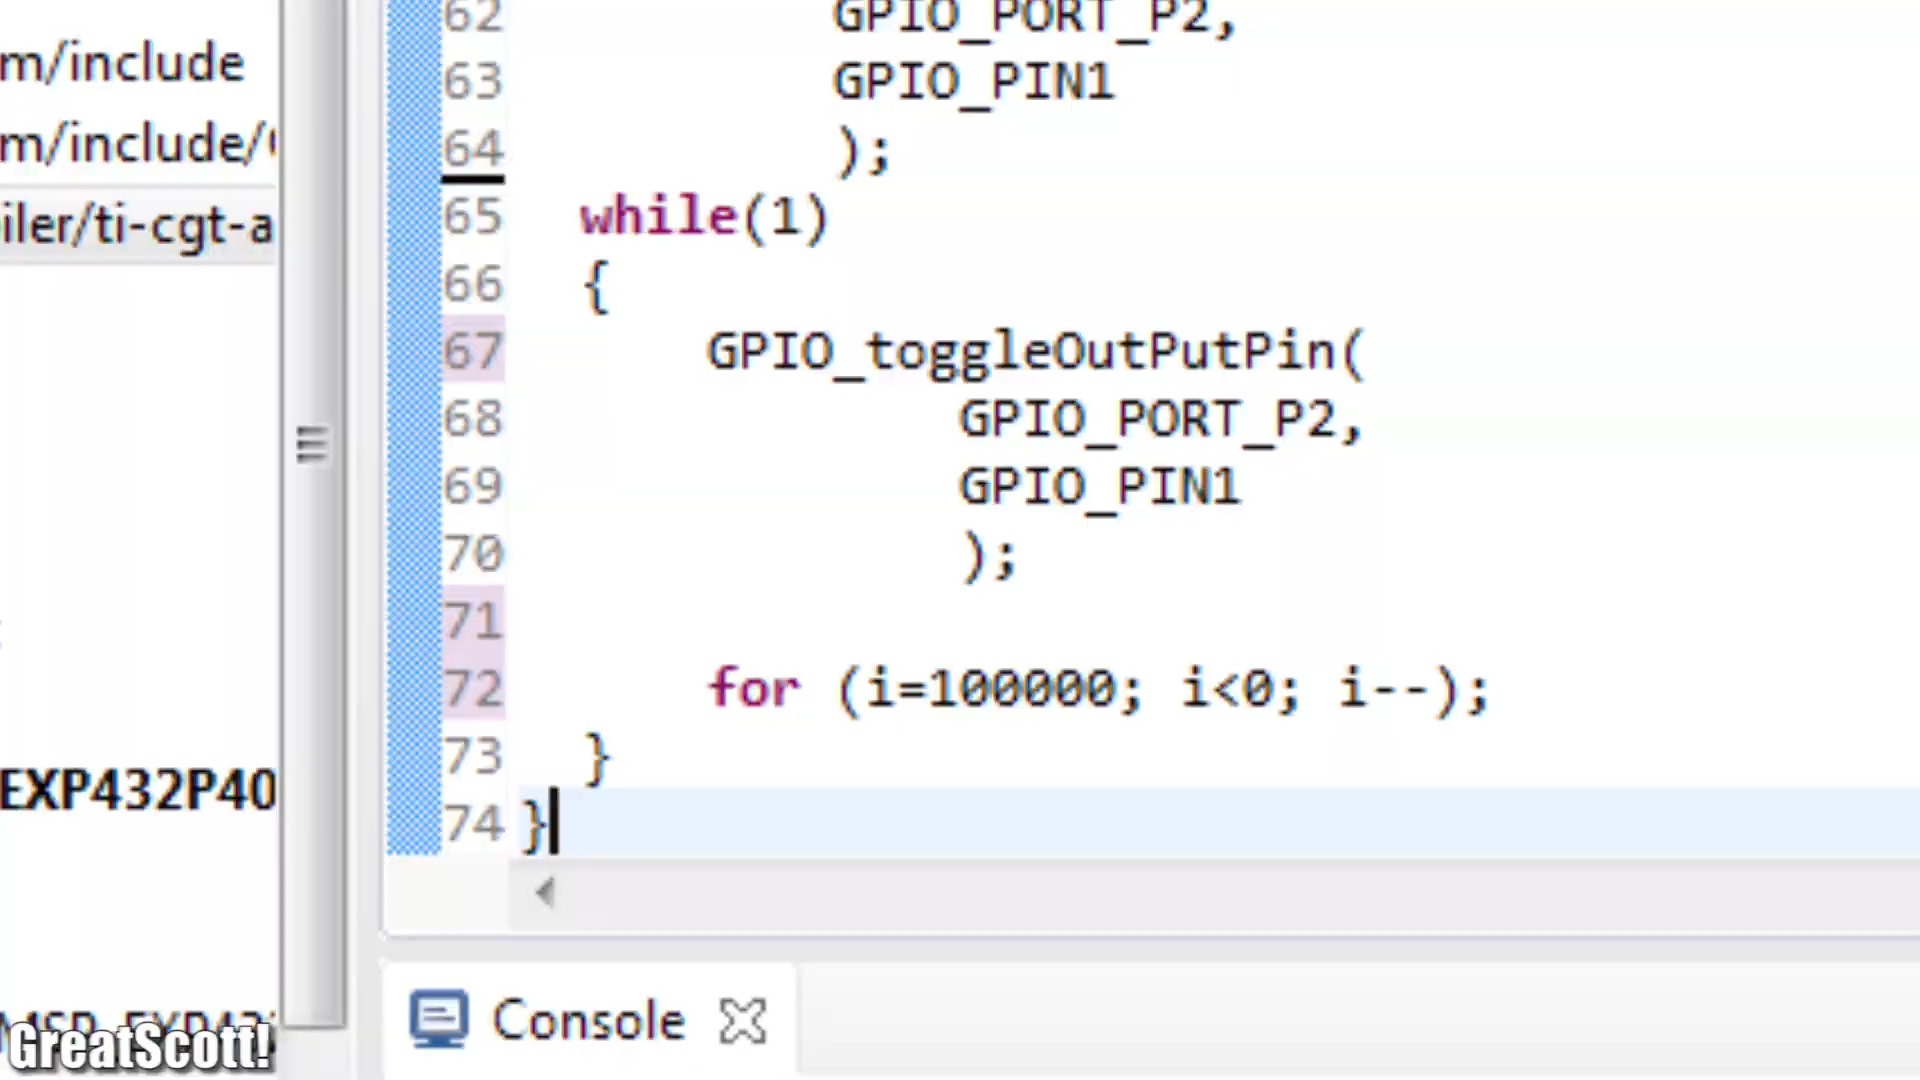 m/include
m/include/
iler/ti-cgt-a
EXP432P40
GreatScott!
62 GPIO_PORT_P2,
63 GPIO_PIN1
64 );
65 while(1)
66 {
67 GPIO_toggleOutPutPin(
68 GPIO_PORT_P2,
69 GPIO_PIN1
70 );
71
72 for (i=100000; i<0; i--);
73 }
74 }
Console